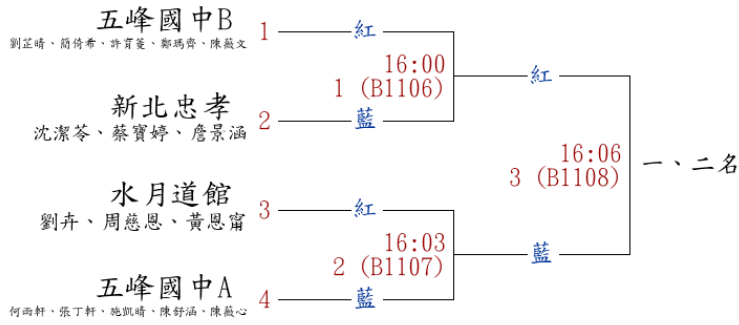 五峰國中B
劉芷晴、簡倚希、許育菱、鄭瑀齊、陳薇文
1
紅
16:00
1 (B1106)
紅
新北忠孝
沈潔苓、蔡寶婷、詹景涵
2
藍
16:06
3 (B1108)
一、二名
水月道館
劉卉、周慈恩、黃恩甯
3
紅
16:03
2 (B1107)
藍
五峰國中A
何雨軒、張丁軒、施凱晴、陳舒涵、陳薇心
4
藍